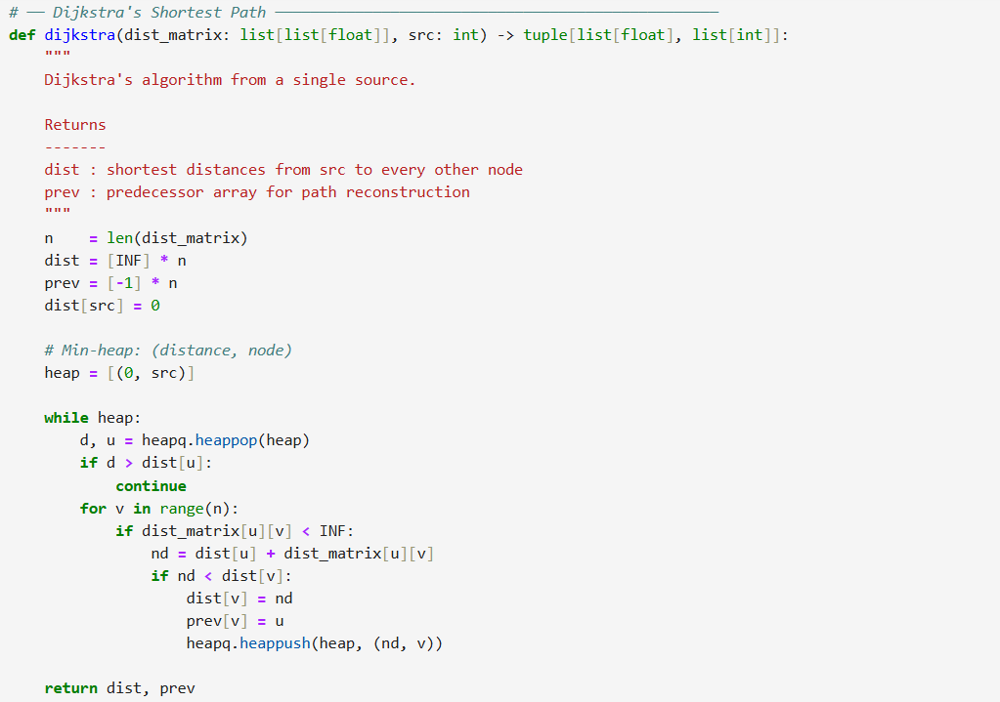 # ── Dijkstra's Shortest Path ──────────────────────────────────────────────────
def dijkstra(dist_matrix: list[list[float]], src: int) -> tuple[list[float], list[int]]:
    """
    Dijkstra's algorithm from a single source.

    Returns
    -------
    dist : shortest distances from src to every other node
    prev : predecessor array for path reconstruction
    """
    n    = len(dist_matrix)
    dist = [INF] * n
    prev = [-1] * n
    dist[src] = 0

    # Min-heap: (distance, node)
    heap = [(0, src)]

    while heap:
        d, u = heapq.heappop(heap)
        if d > dist[u]:
            continue
        for v in range(n):
            if dist_matrix[u][v] < INF:
                nd = dist[u] + dist_matrix[u][v]
                if nd < dist[v]:
                    dist[v] = nd
                    prev[v] = u
                    heapq.heappush(heap, (nd, v))

    return dist, prev